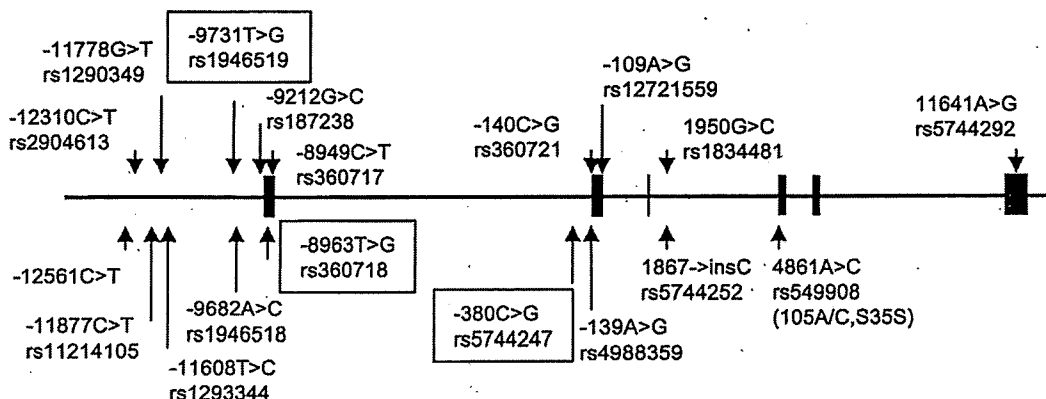 -9731T>G
rs1946519
-11778G>T
rs1290349
-12310C>T
rs2904613
-9212G>C
rs187238
-8949C>T
rs360717
-140C>G
rs360721
-109A>G
rs12721559
1950G>C
rs1834481
11641A>G
rs5744292
-12561C>T
-11877C>T
rs11214105
-11608T>C
rs1293344
-9682A>C
rs1946518
-8963T>G
rs360718
-380C>G
rs5744247
-139A>G
rs4988359
1867->insC
rs5744252
4861A>C
rs549908
(105A/C,S35S)